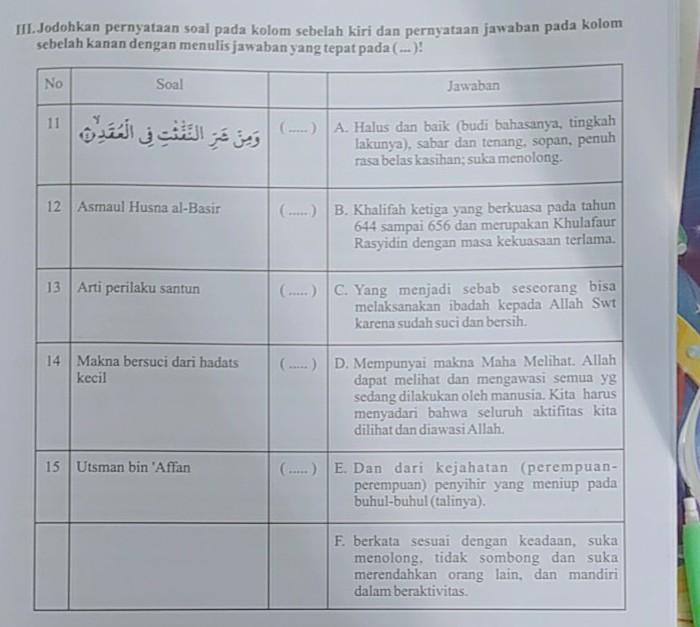 III. Jodohkan pernyataan soal pada kolom sebelah kiri dan pernyataan jawaban pada kolom
sebelah kanan dengan menulis jawaban yang tepat pada (...)!
No Soal Jawaban
11 وَمِنْ شَرِّ النَّفّٰثٰتِ فِى الْعُقَدِۙ ④ (.....) A. Halus dan baik (budi bahasanya, tingkah
lakunya), sabar dan tenang, sopan, penuh
rasa belas kasihan; suka menolong.
12 Asmaul Husna al-Basir (.....) B. Khalifah ketiga yang berkuasa pada tahun
644 sampai 656 dan merupakan Khulafaur
Rasyidin dengan masa kekuasaan terlama.
13 Arti perilaku santun (.....) C. Yang menjadi sebab seseorang bisa
melaksanakan ibadah kepada Allah Swt
karena sudah suci dan bersih.
14 Makna bersuci dari hadats (.....) D. Mempunyai makna Maha Melihat. Allah
kecil dapat melihat dan mengawasi semua yg
sedang dilakukan oleh manusia. Kita harus
menyadari bahwa seluruh aktifitas kita
dilihat dan diawasi Allah.
15 Utsman bin 'Affan (.....) E. Dan dari kejahatan (perempuan-
perempuan) penyihir yang meniup pada
buhul-buhul (talinya).
F. berkata sesuai dengan keadaan, suka
menolong, tidak sombong dan suka
merendahkan orang lain, dan mandiri
dalam beraktivitas.